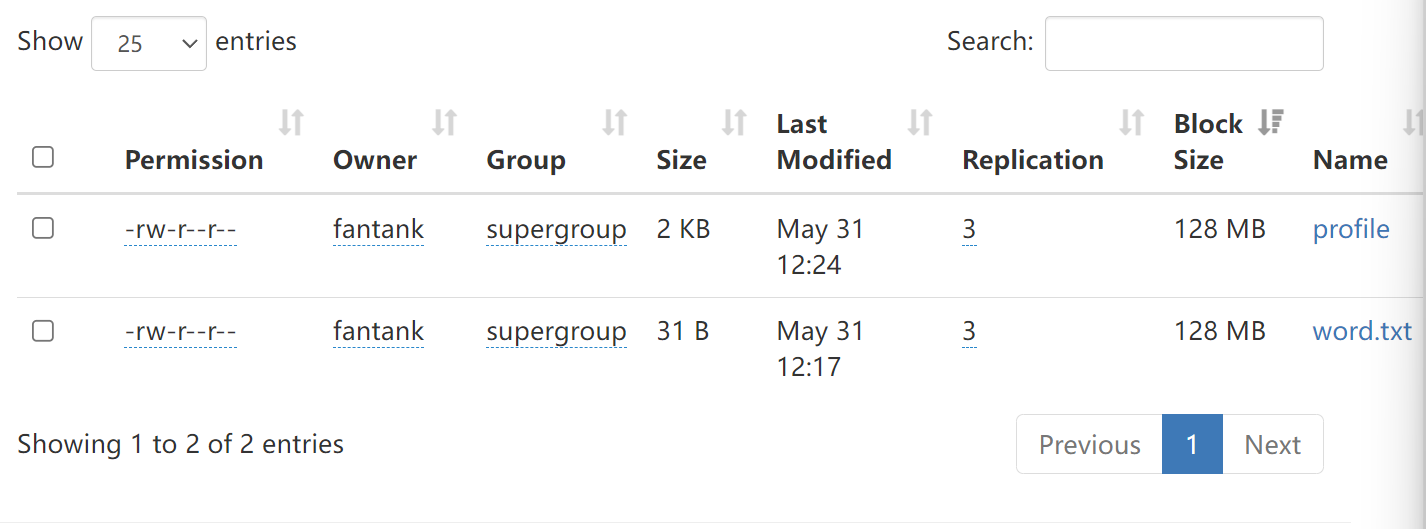 Show 25 entries Search:
Permission Owner Group Size Last Modified Replication Block Size Name
-rw-r--r-- fantank supergroup 2 KB May 31 12:24 3 128 MB profile
-rw-r--r-- fantank supergroup 31 B May 31 12:17 3 128 MB word.txt
Showing 1 to 2 of 2 entries Previous 1 Next